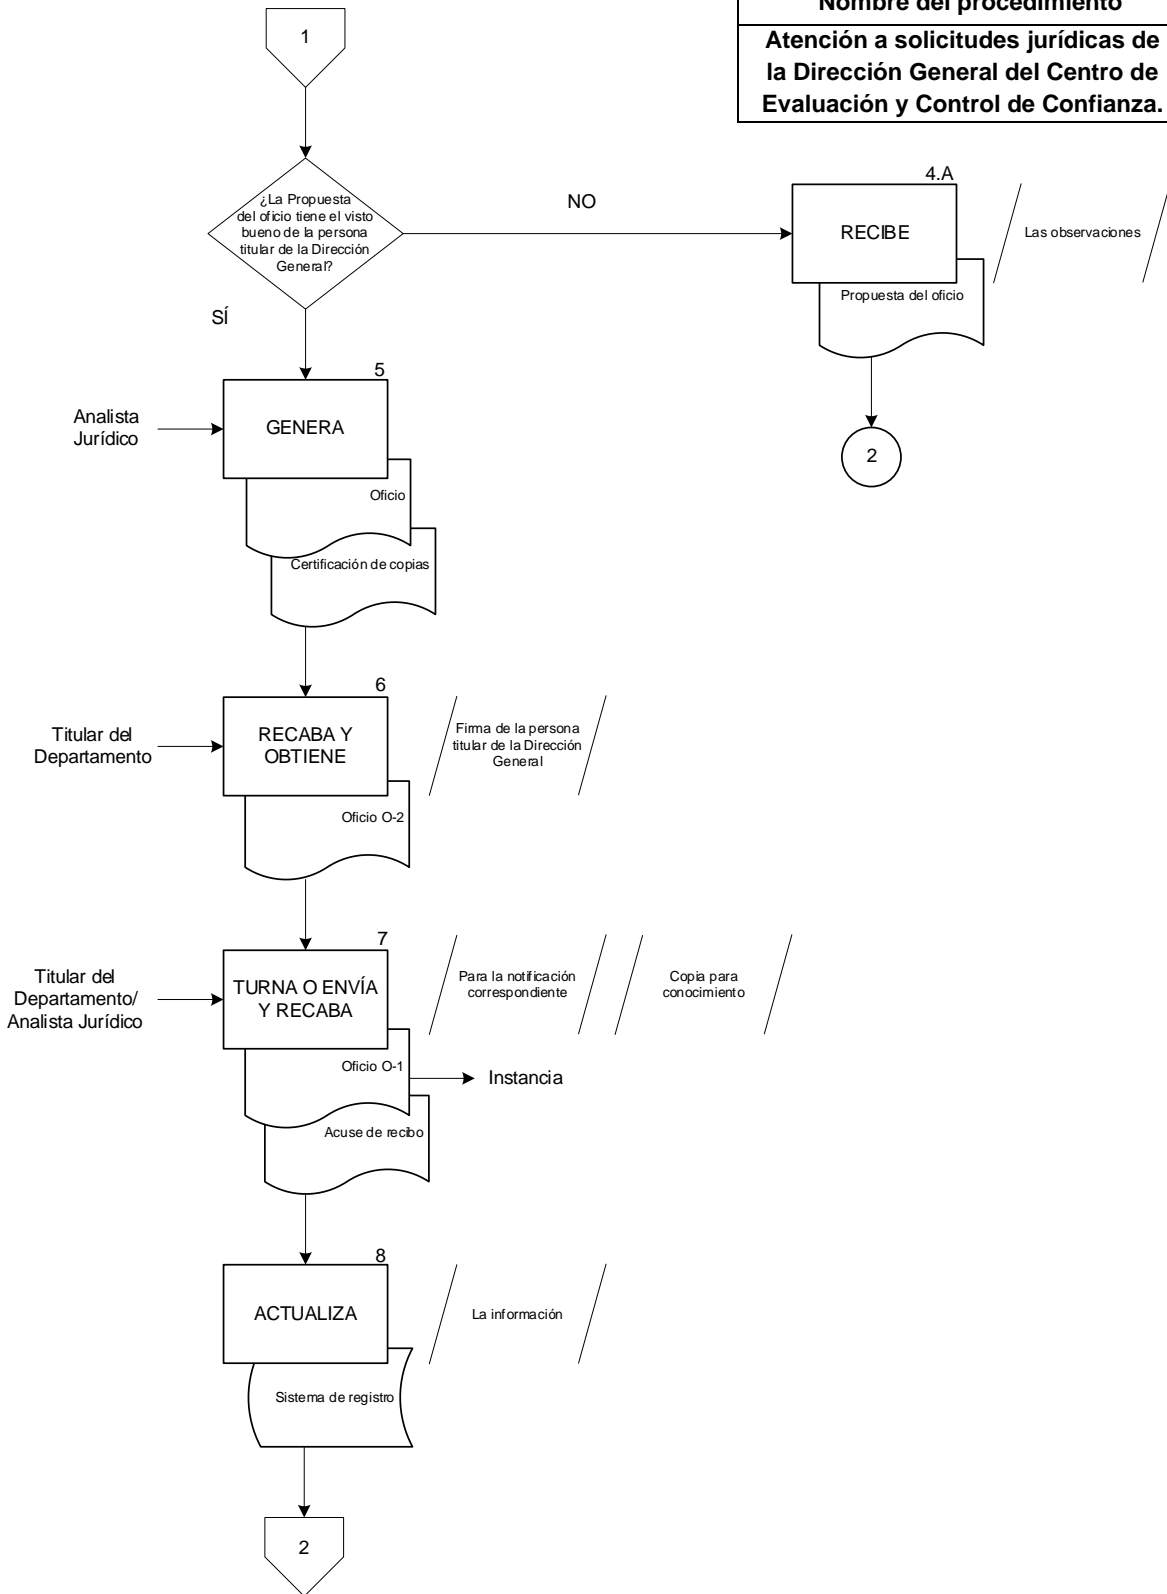 Nombre del procedimiento
Atención a solicitudes jurídicas de
la Dirección General del Centro de
Evaluación y Control de Confianza.
1
¿La Propuesta
del oficio tiene el visto
bueno de la persona
titular de la Dirección
General?
NO
4.A
RECIBE
Las observaciones
Propuesta del oficio
2
SÍ
5
Analista
Jurídico
GENERA
Oficio
Certificación de copias
6
Titular del
Departamento
RECABA Y
OBTIENE
Firma de la persona
titular de la Dirección
General
Oficio O-2
7
Titular del
Departamento/
Analista Jurídico
TURNA O ENVÍA
Y RECABA
Para la notificación
correspondiente
Copia para
conocimiento
Oficio O-1
Instancia
Acuse de recibo
8
ACTUALIZA
La información
Sistema de registro
2